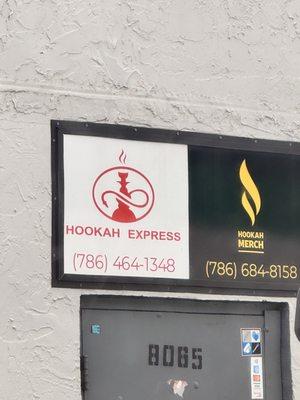 HOOKAH EXPRESS
(786) 464-1348
HOOKAH
MERCH
(786) 684-8158
8085